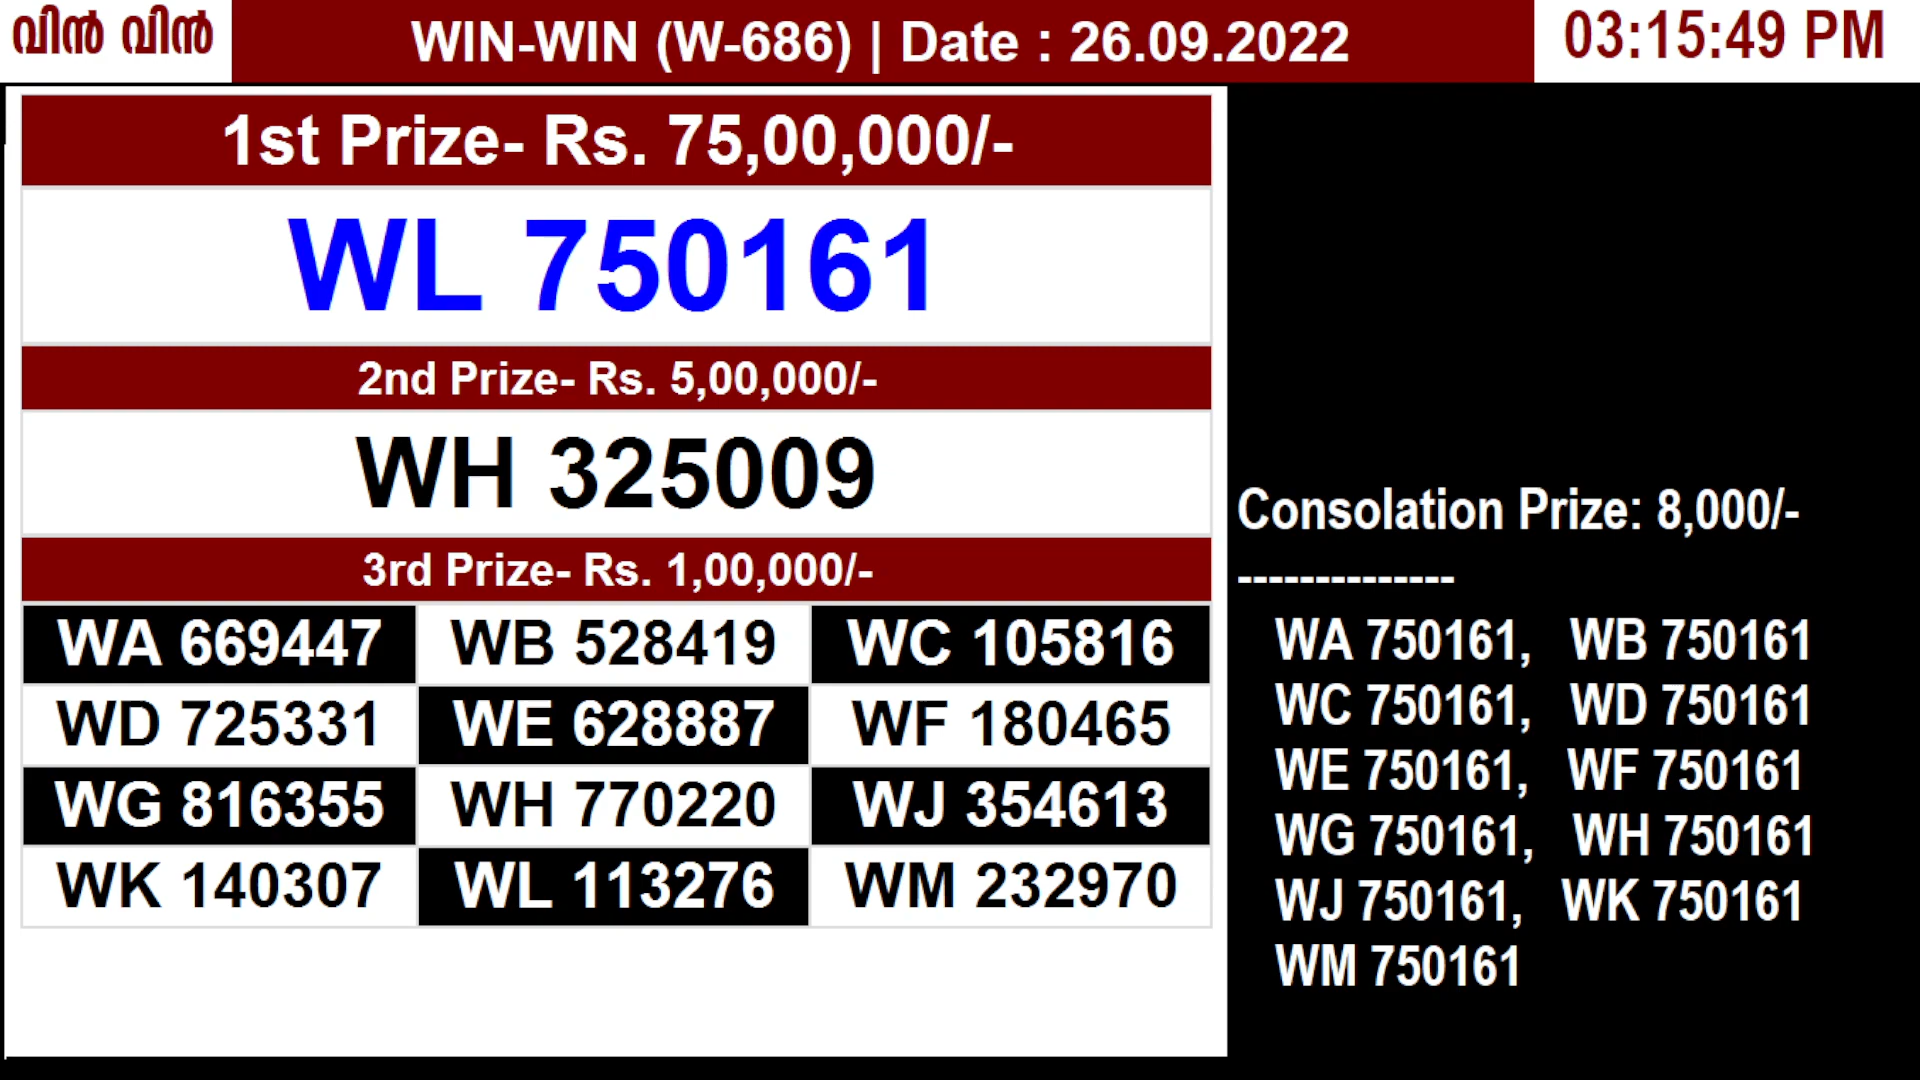 വിൻ വിൻ
WIN-WIN (W-686) | Date : 26.09.2022
03:15:49 PM
1st Prize- Rs. 75,00,000/-
WL 750161
2nd Prize- Rs. 5,00,000/-
WH 325009
3rd Prize- Rs. 1,00,000/-
WA 669447 WB 528419 WC 105816
WD 725331 WE 628887 WF 180465
WG 816355 WH 770220 WJ 354613
WK 140307 WL 113276 WM 232970
Consolation Prize: 8,000/-
--------------
WA 750161, WB 750161
WC 750161, WD 750161
WE 750161, WF 750161
WG 750161, WH 750161
WJ 750161, WK 750161
WM 750161